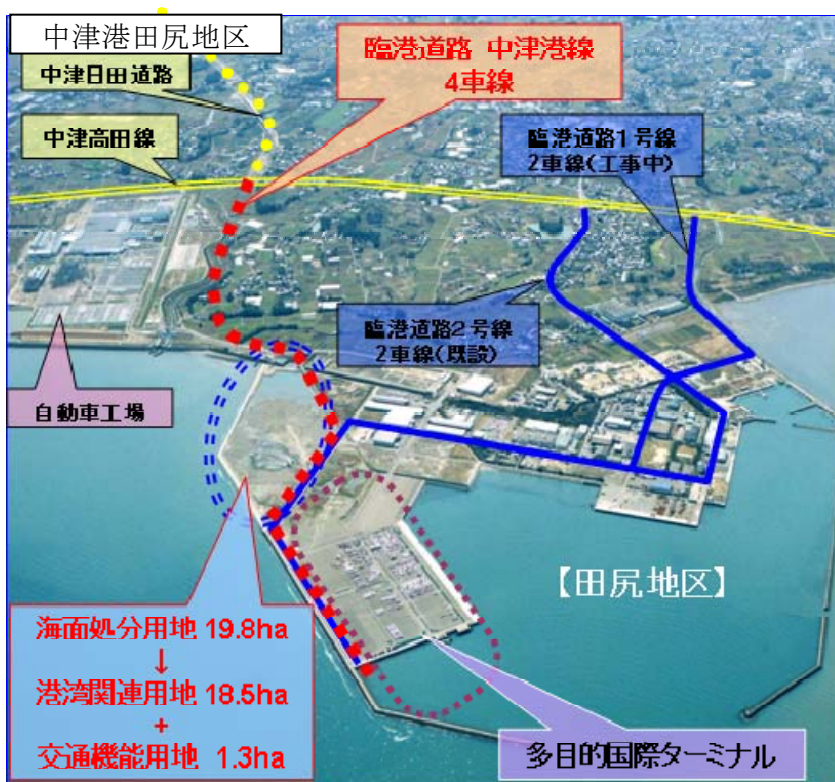 中津港田尻地区
中津日田道路
中津高田線
臨港道路 中津港線
4車線
臨港道路1号線
2車線(工事中)
臨港道路2号線
2車線(既設)
自動車工場
【田尻地区】
海面処分用地 19.8ha
↓
港湾関連用地 18.5ha
+
交通機能用地 1.3ha
多目的国際ターミナル